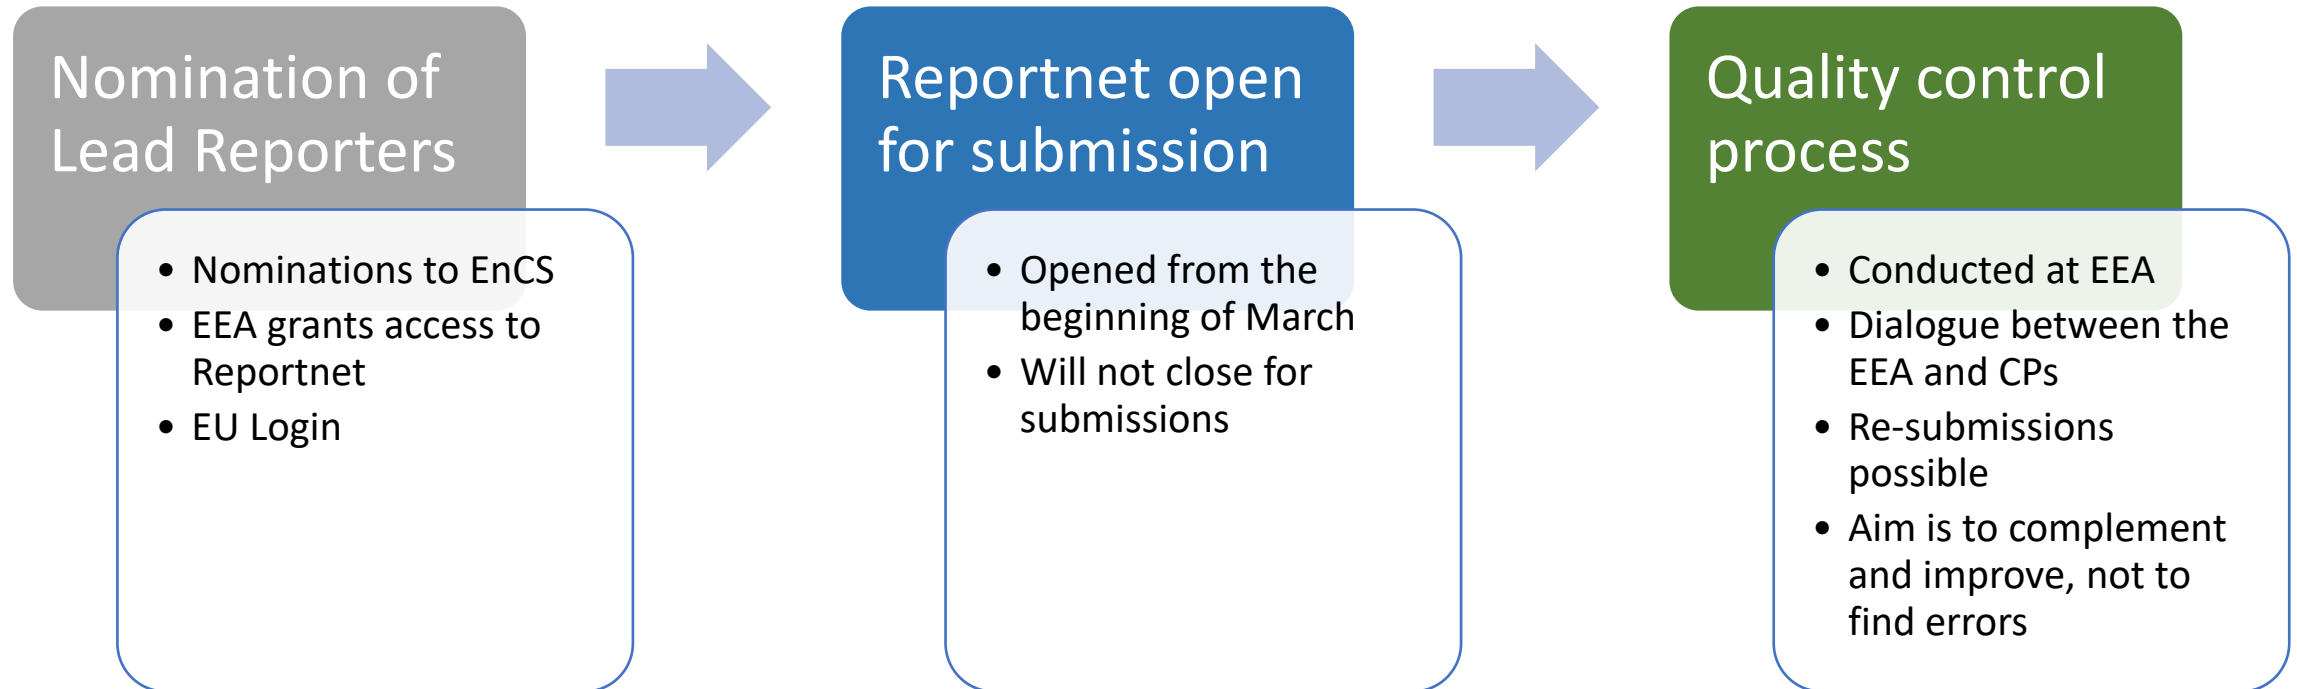 Nomination of
Lead Reporters
• Nominations to EnCS
• EEA grants access to
Reportnet
• EU Login
Reportnet open
for submission
• Opened from the
beginning of March
• Will not close for
submissions
Quality control
process
• Conducted at EEA
• Dialogue between the
EEA and CPs
• Re-submissions
possible
• Aim is to complement
and improve, not to
find errors